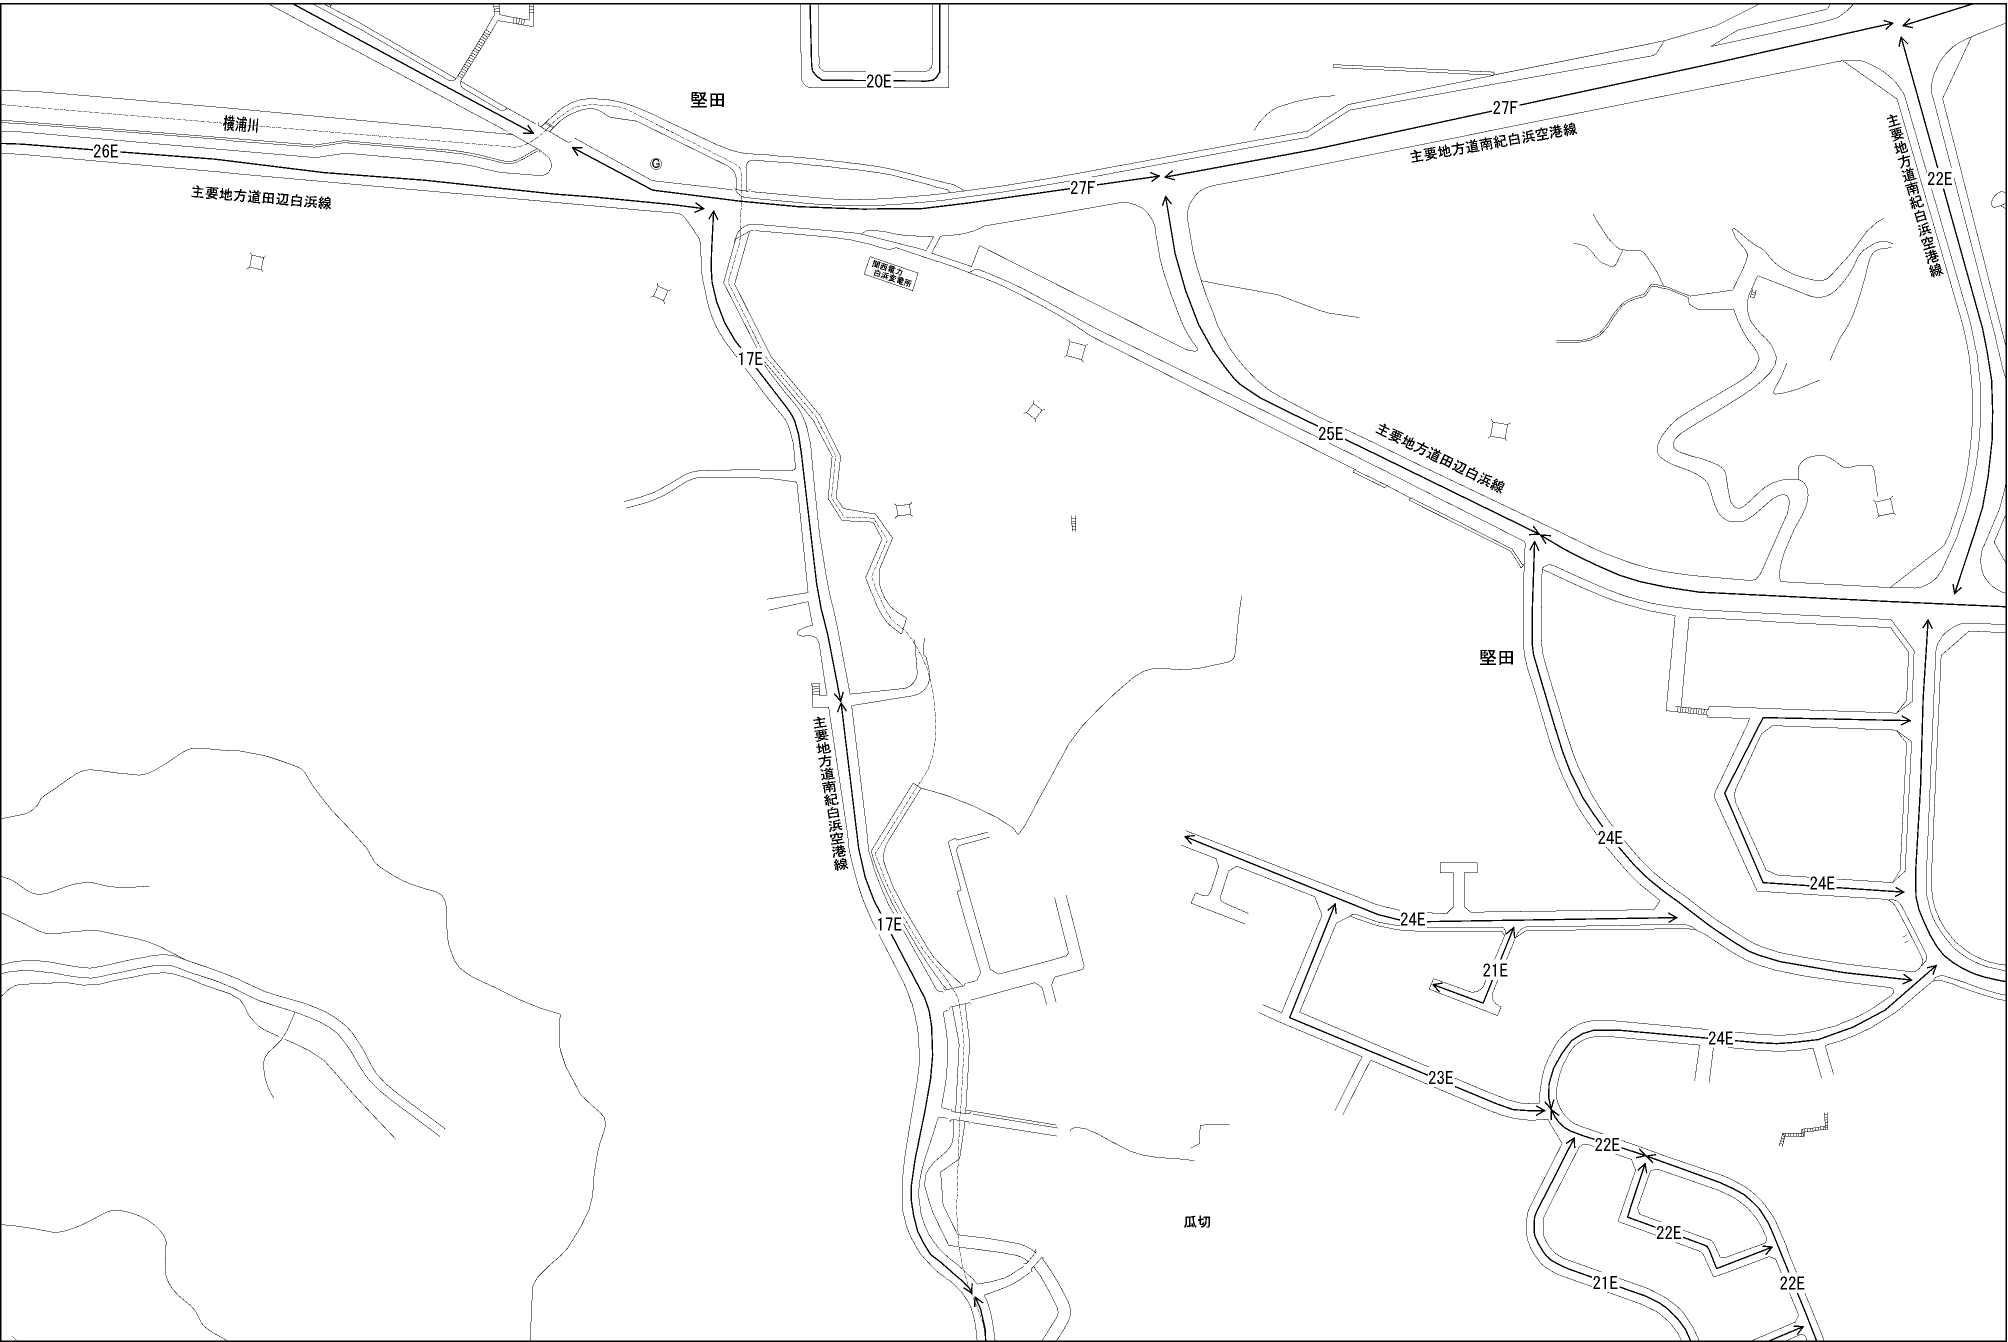 20E
堅田
27F
横浦川
主要地方道南紀白浜空港線
主要地方道南紀白浜空港線
26E
G
22E
27F
主要地方道田辺白浜線
関西電力
白浜変電所
17E
25E
主要地方道田辺白浜線
堅田
主要地方道南紀白浜空港線
24E
24E
24E
17E
21E
24E
23E
22E
瓜切
22E
21E
22E